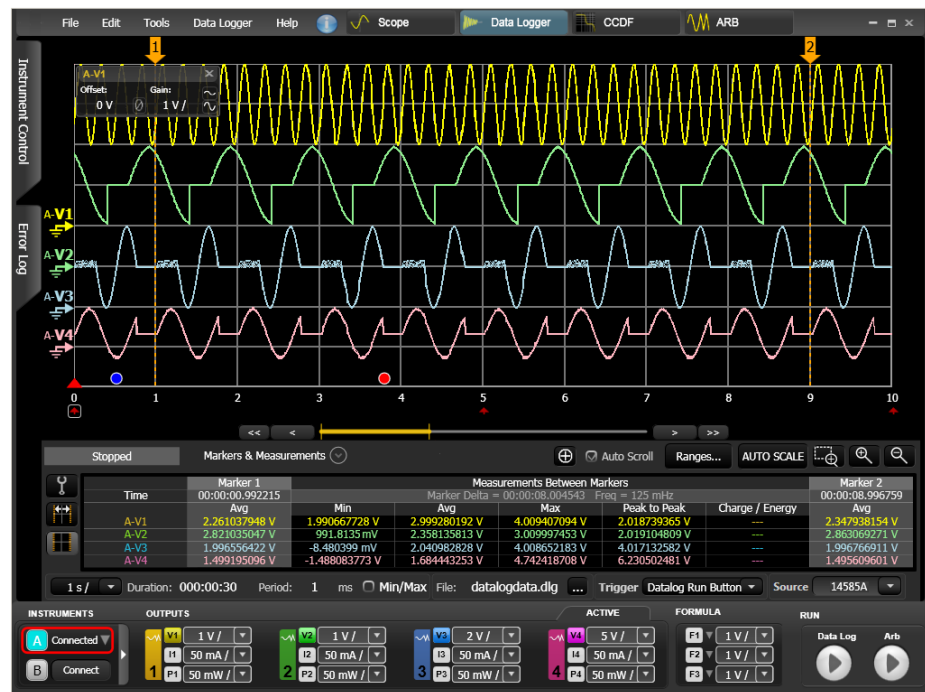 File Edit Tools Data Logger Help i Scope Data Logger CCDF ARB
1 2
A-V1
Offset: Gain:
0 V 1 V/
Instrument Control
Error Log
A-V1
A-V2
A-V3
A-V4
0 1 2 3 4 5 6 7 8 9 10
<< < > >>
Stopped Markers & Measurements Auto Scroll Ranges... AUTO SCALE
Marker 1 Measurements Between Markers Marker 2
Time 00:00:00.992215 Marker Delta = 00:00:08.004543 Freq = 125 mHz 00:00:08.996759
Avg Min Avg Max Peak to Peak Charge / Energy Avg
A-V1 2.261037948 V 1.990667728 V 2.999280192 V 4.009407094 V 2.018739365 V --- 2.347938154 V
A-V2 2.821035047 V 991.8135 mV 2.358135813 V 3.009997453 V 2.019104809 V --- 2.863069271 V
A-V3 1.996556422 V -8.480399 mV 2.040982828 V 4.008652183 V 4.017132582 V --- 1.996766911 V
A-V4 1.499195096 V -1.488083773 V 1.684443253 V 4.742418708 V 6.230502481 V --- 1.495609601 V
1 s/ Duration: 000:00:30 Period: 1 ms Min/Max File: datalogdata.dlg ... Trigger Datalog Run Button Source 14585A
INSTRUMENTS OUTPUTS ACTIVE FORMULA RUN
A Connected
B Connect
1 V1 1 V/ I1 50 mA/ P1 50 mW/
2 V2 1 V/ I2 50 mA/ P2 50 mW/
3 V3 2 V/ I3 50 mA/ P3 50 mW/
4 V4 5 V/ I4 50 mA/ P4 50 mW/
F1 1 V/ F2 1 V/ F3 1 V/
Data Log Arb